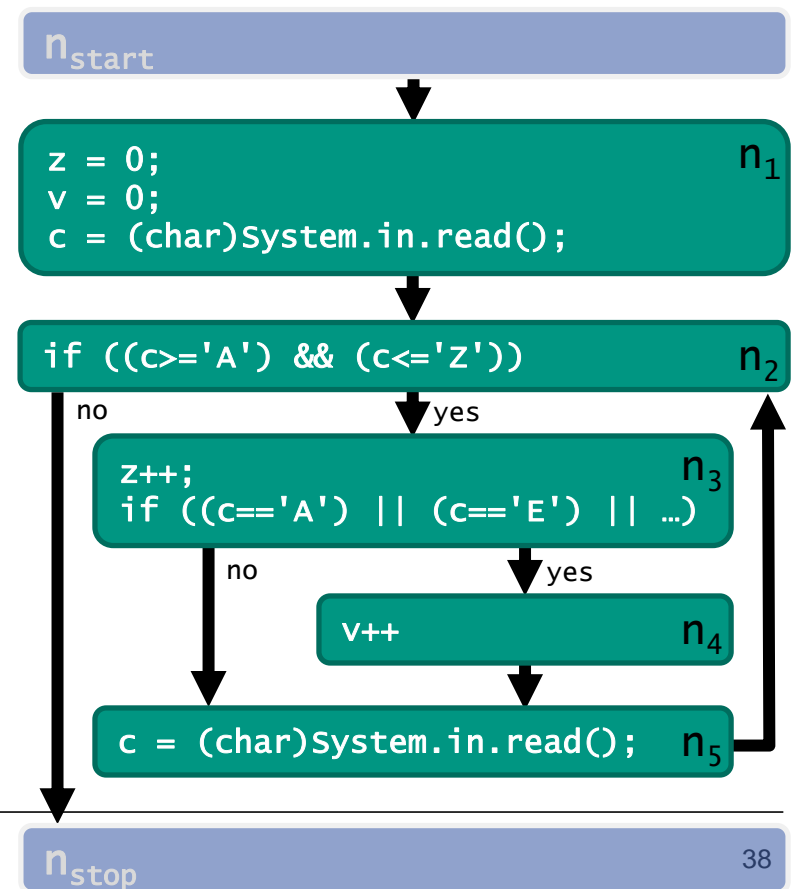 nstart
z = 0; n1
v = 0;
c = (char)System.in.read();
if ((c>='A') && (c<='Z')) n2
no yes
z++; n3
if ((c=='A') || (c=='E') || …)
no yes
v++ n4
c = (char)System.in.read(); n5
nstop 38